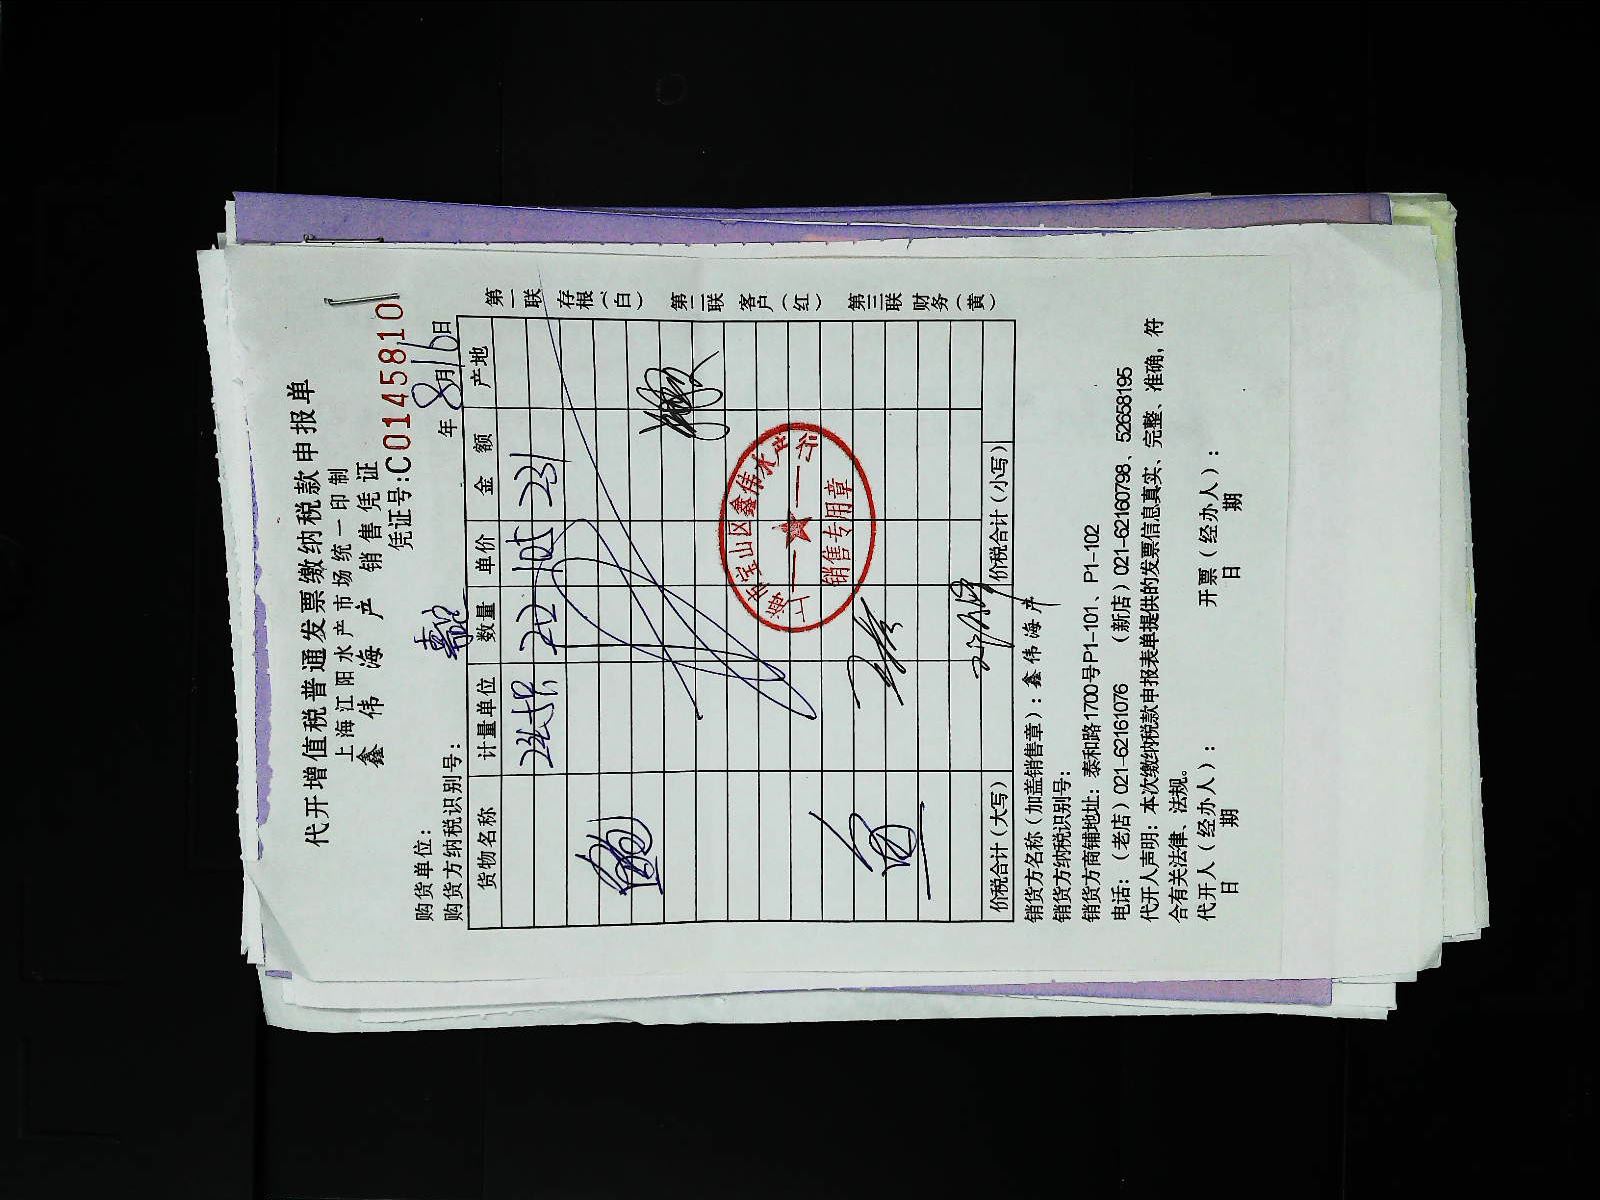 代开增值税普通发票缴纳税款申报单
上海江阳水产市场统一印制
鑫伟海产 销售凭证
凭证号:C0145810
年 8月16日
购货单位:
购货方纳税识别号:
货物名称 计量单位 数量 单价 金额 产地
231
第一联 存根(白) 第二联 客户(红) 第三联 财务(黄)
上海市宝山区鑫伟水产行
销售专用章
价税合计(大写) 价税合计(小写)
销货方名称(加盖销售章):鑫伟海产
销货方纳税识别号:
销货方商铺地址:泰和路1700号P1-101、P1-102
电话:(老店)021-62161076 (新店)021-62160798、52658195
代开人声明:本次缴纳税款申报表单提供的发票信息真实、完整、准确,符
合有关法律、法规。
代开人(经办人): 开票(经办人):
日 期 日 期